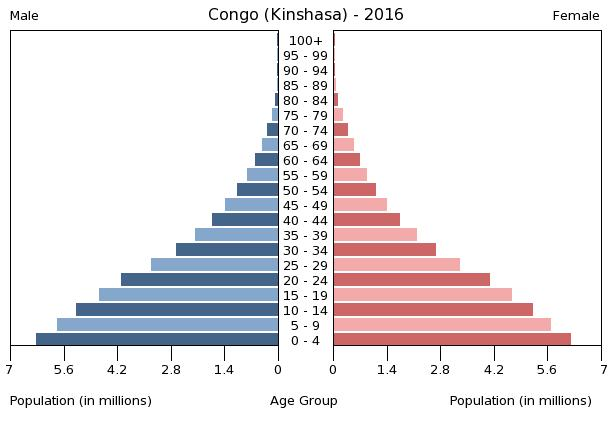 Congo (Kinshasa) - 2016
Male
Female
100+
95 - 99
90 - 94
85 - 89
80 - 84
75 - 79
70 - 74
65 - 69
60 - 64
55 - 59
50 - 54
45 - 49
40 - 44
35 - 39
30 - 34
25 - 29
20 - 24
15 - 19
10 - 14
5 - 9
0 - 4
7 5.6 4.2 2.8 1.4 0 0 1.4 2.8 4.2 5.6 7
Population (in millions) Age Group Population (in millions)